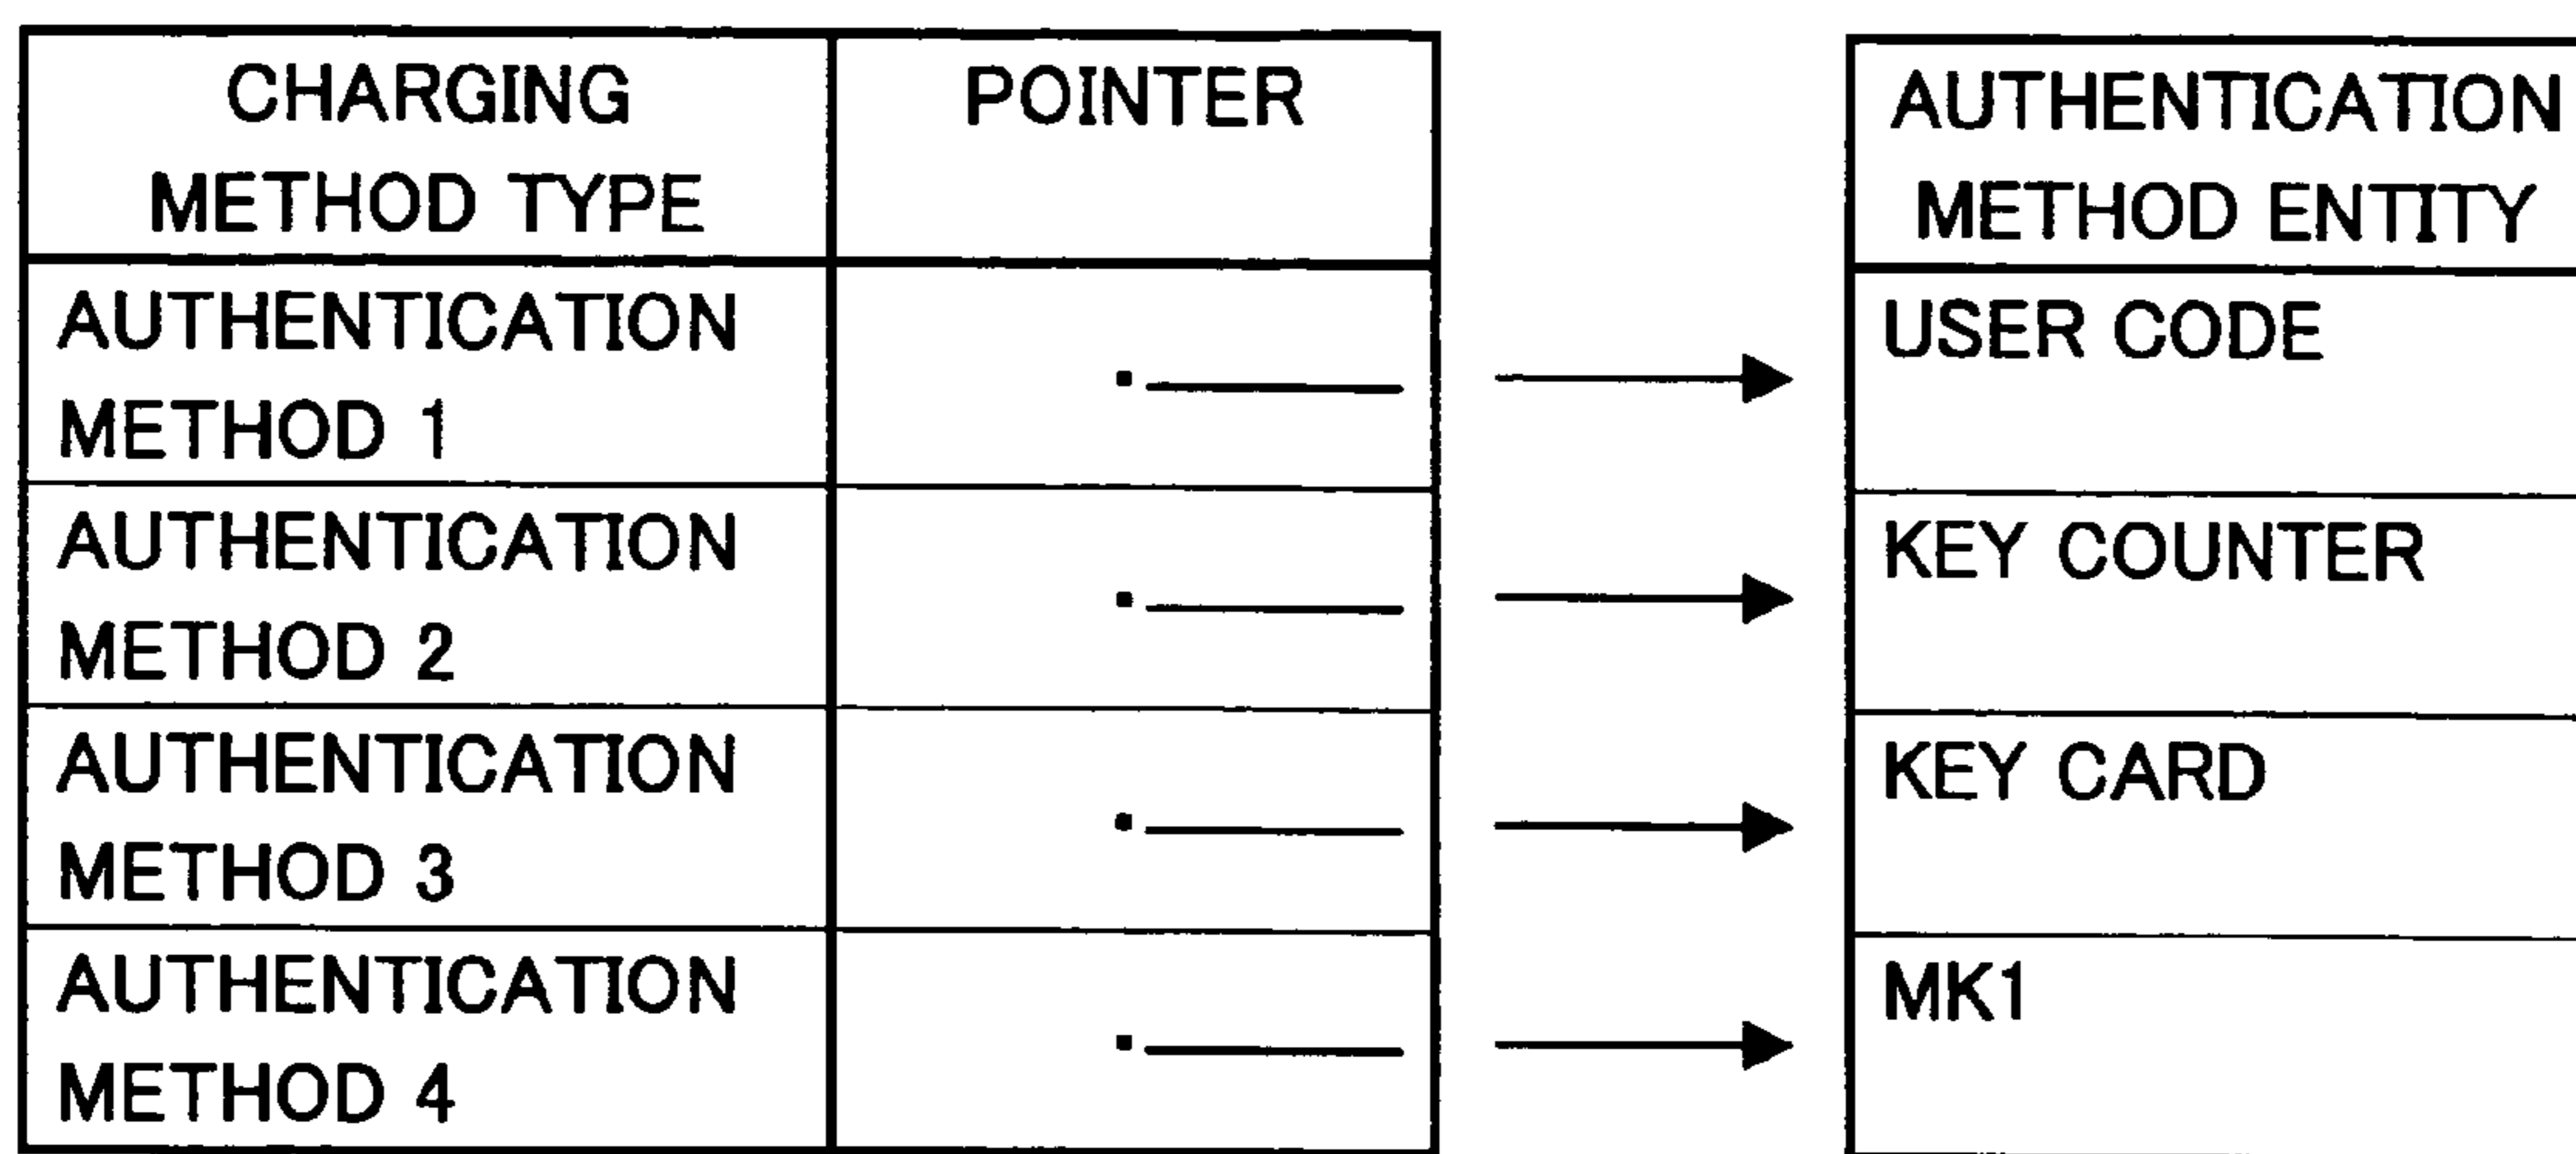 CHARGING
METHOD TYPE
POINTER
AUTHENTICATION
METHOD ENTITY
AUTHENTICATION
METHOD 1
USER CODE
AUTHENTICATION
METHOD 2
KEY COUNTER
AUTHENTICATION
METHOD 3
KEY CARD
AUTHENTICATION
METHOD 4
MK1